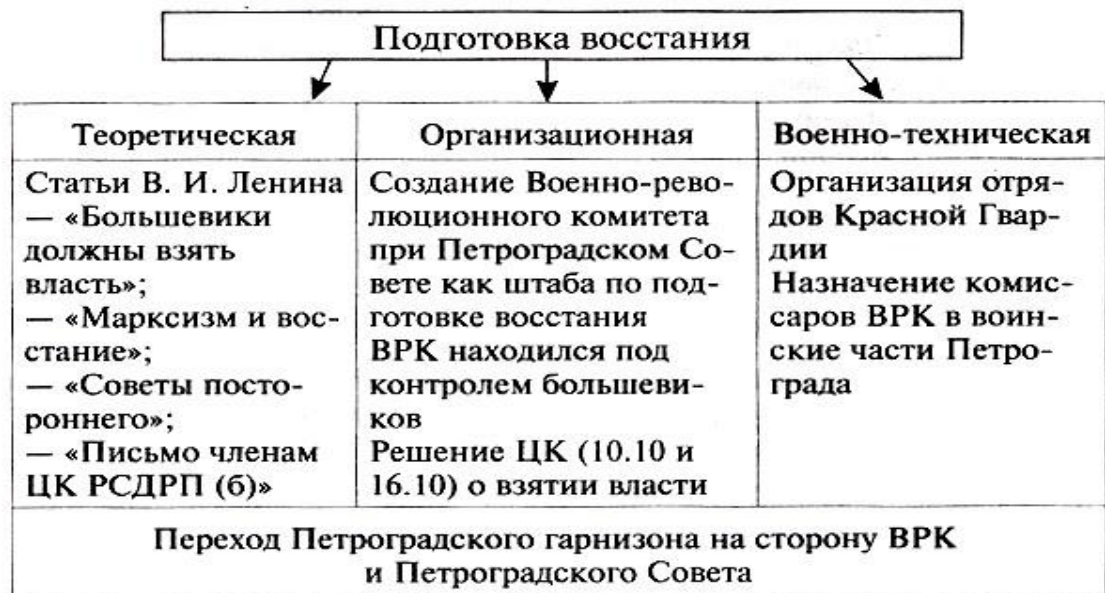 Подготовка восстания
Теоретическая
Статьи В. И. Ленина
— «Большевики
должны взять
власть»;
— «Марксизм и вос-
стание»;
— «Советы посто-
роннего»;
— «Письмо членам
ЦК РСДРП (б)»
Организационная
Создание Военно-рево-
люционного комитета
при Петроградском Со-
вете как штаба по под-
готовке восстания
ВРК находился под
контролем большеви-
ков
Решение ЦК (10.10 и
16.10) о взятии власти
Военно-техническая
Организация отря-
дов Красной Гвар-
дии
Назначение комис-
саров ВРК в воин-
ские части Петро-
града
Переход Петроградского гарнизона на сторону ВРК
и Петроградского Совета